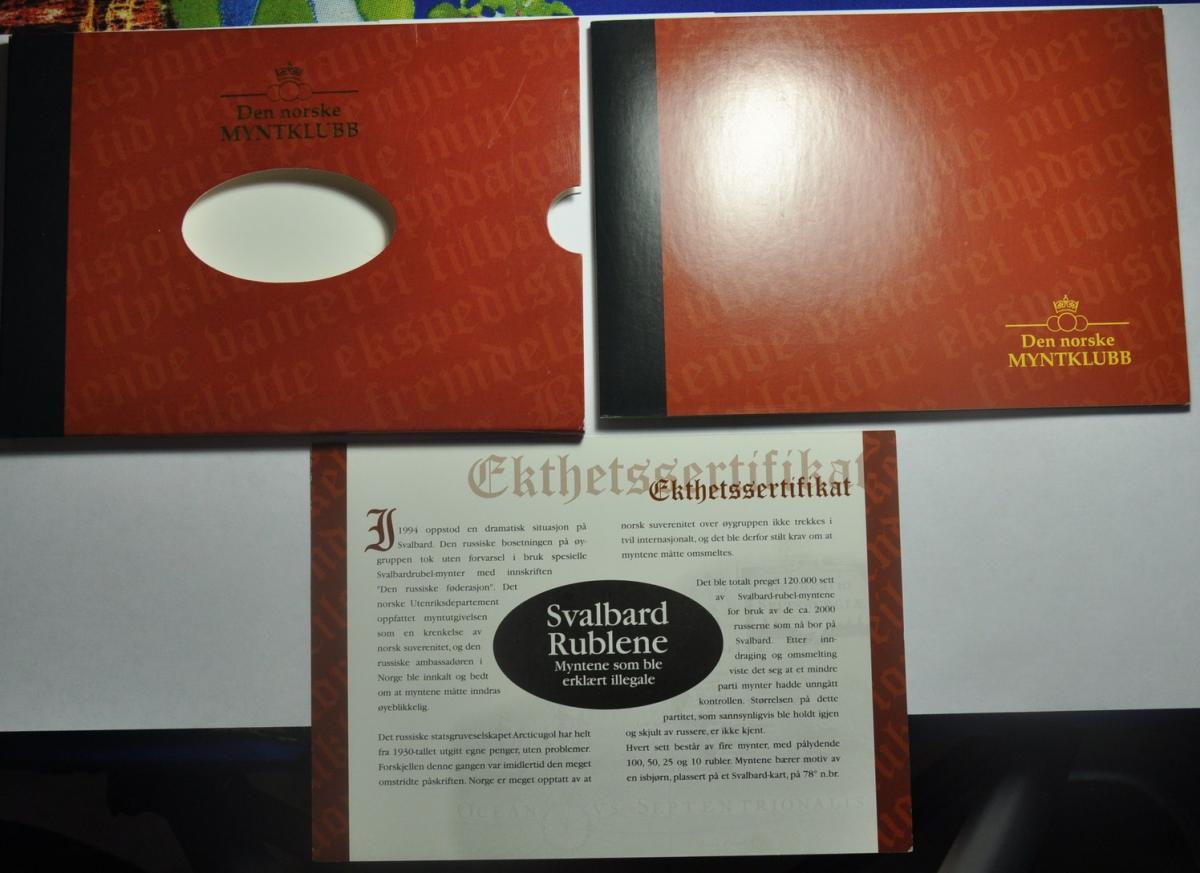 Den norske
MYNTKLUBB
Den norske
MYNTKLUBB
Ekthetssertifikat
Ekthetssertifikat
I 1994 oppstod en dramatisk situasjon på
Svalbard. Den russiske bosetningen på øy-
gruppen tok uten forvarsel i bruk spesielle
Svalbardrubel-mynter med innskriften
"Den russiske føderasjon". Det
norske Utenriksdepartement
oppfattet myntutgivelsen
som en krenkelse av
norsk suverenitet, og den
russiske ambassadøren i
Norge ble innkalt og bedt
om at myntene måtte inndras
øyeblikkelig.
Det russiske statsgruveselskapet Arcticugol har helt
fra 1930-tallet utgitt egne penger, uten problemer.
Forskjellen denne gangen var imidlertid den meget
omstridte påskriften. Norge er meget opptatt av at
Svalbard
Rublene
Myntene som ble
erklært illegale
norsk suverenitet over øygruppen ikke trekkes i
tvil internasjonalt, og det ble derfor stilt krav om at
myntene måtte omsmeltes.
Det ble totalt preget 120.000 sett
av Svalbard-rubel-myntene
for bruk av de ca. 2000
russerne som nå bor på
Svalbard. Etter inn-
draging og omsmelting
viste det seg at et mindre
parti mynter hadde unngått
kontrollen. Størrelsen på dette
partitet, som sannsynligvis ble holdt igjen
og skjult av russere, er ikke kjent.
Hvert sett består av fire mynter, med pålydende
100, 50, 25 og 10 rubler. Myntene bærer motiv av
en isbjørn, plassert på et Svalbard-kart, på 78° n.br.
OCEAN VS SEPTENTRIONALIS